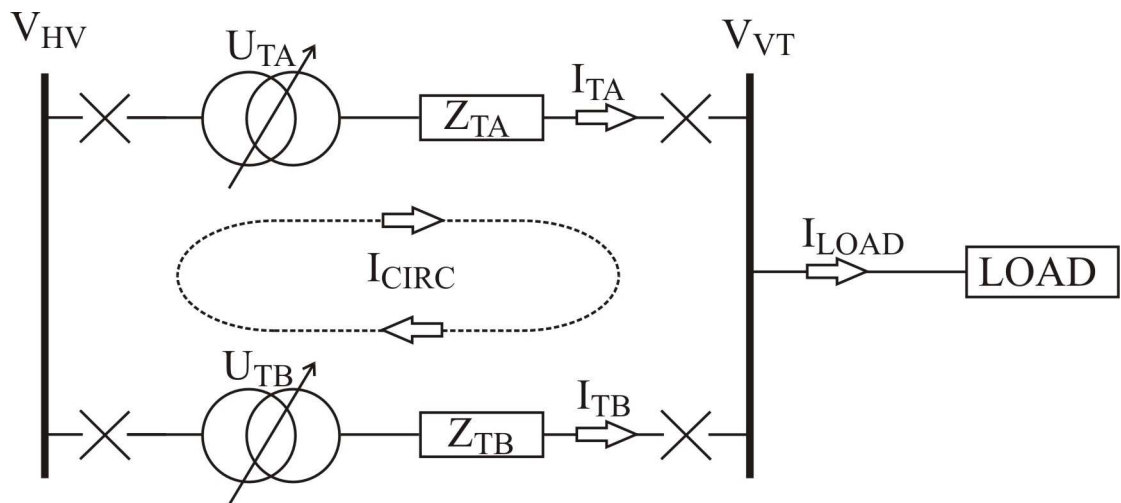 V_HV
U_TA
I_TA
V_VT
Z_TA
I_LOAD
I_CIRC
LOAD
U_TB
I_TB
Z_TB